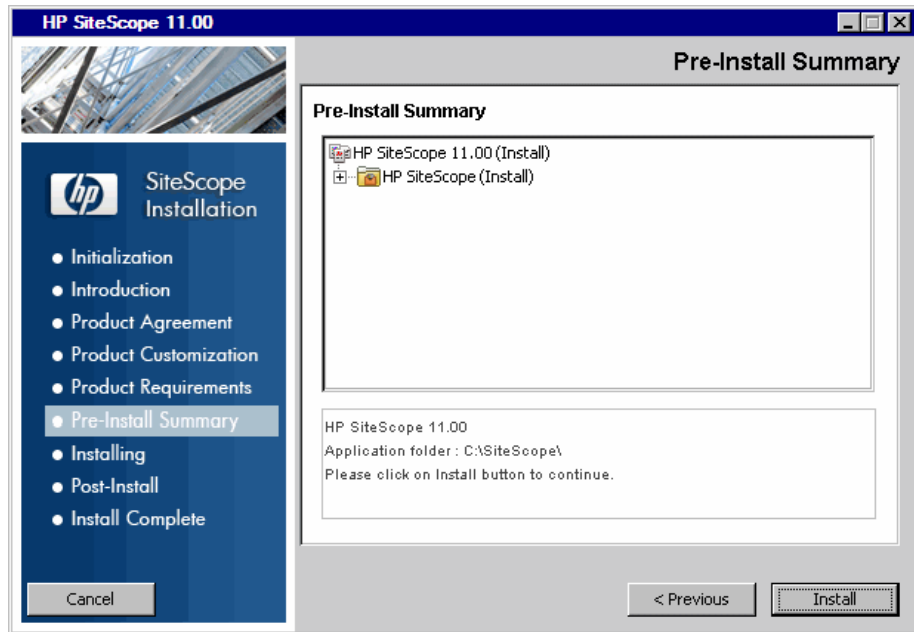 HP SiteScope 11.00
Pre-Install Summary
hp
SiteScope
Installation
Initialization
Introduction
Product Agreement
Product Customization
Product Requirements
Pre-Install Summary
Installing
Post-Install
Install Complete
Pre-Install Summary
HP SiteScope 11.00 (Install)
HP SiteScope (Install)
HP SiteScope 11.00
Application folder : C:\SiteScope\
Please click on Install button to continue.
Cancel
< Previous
Install